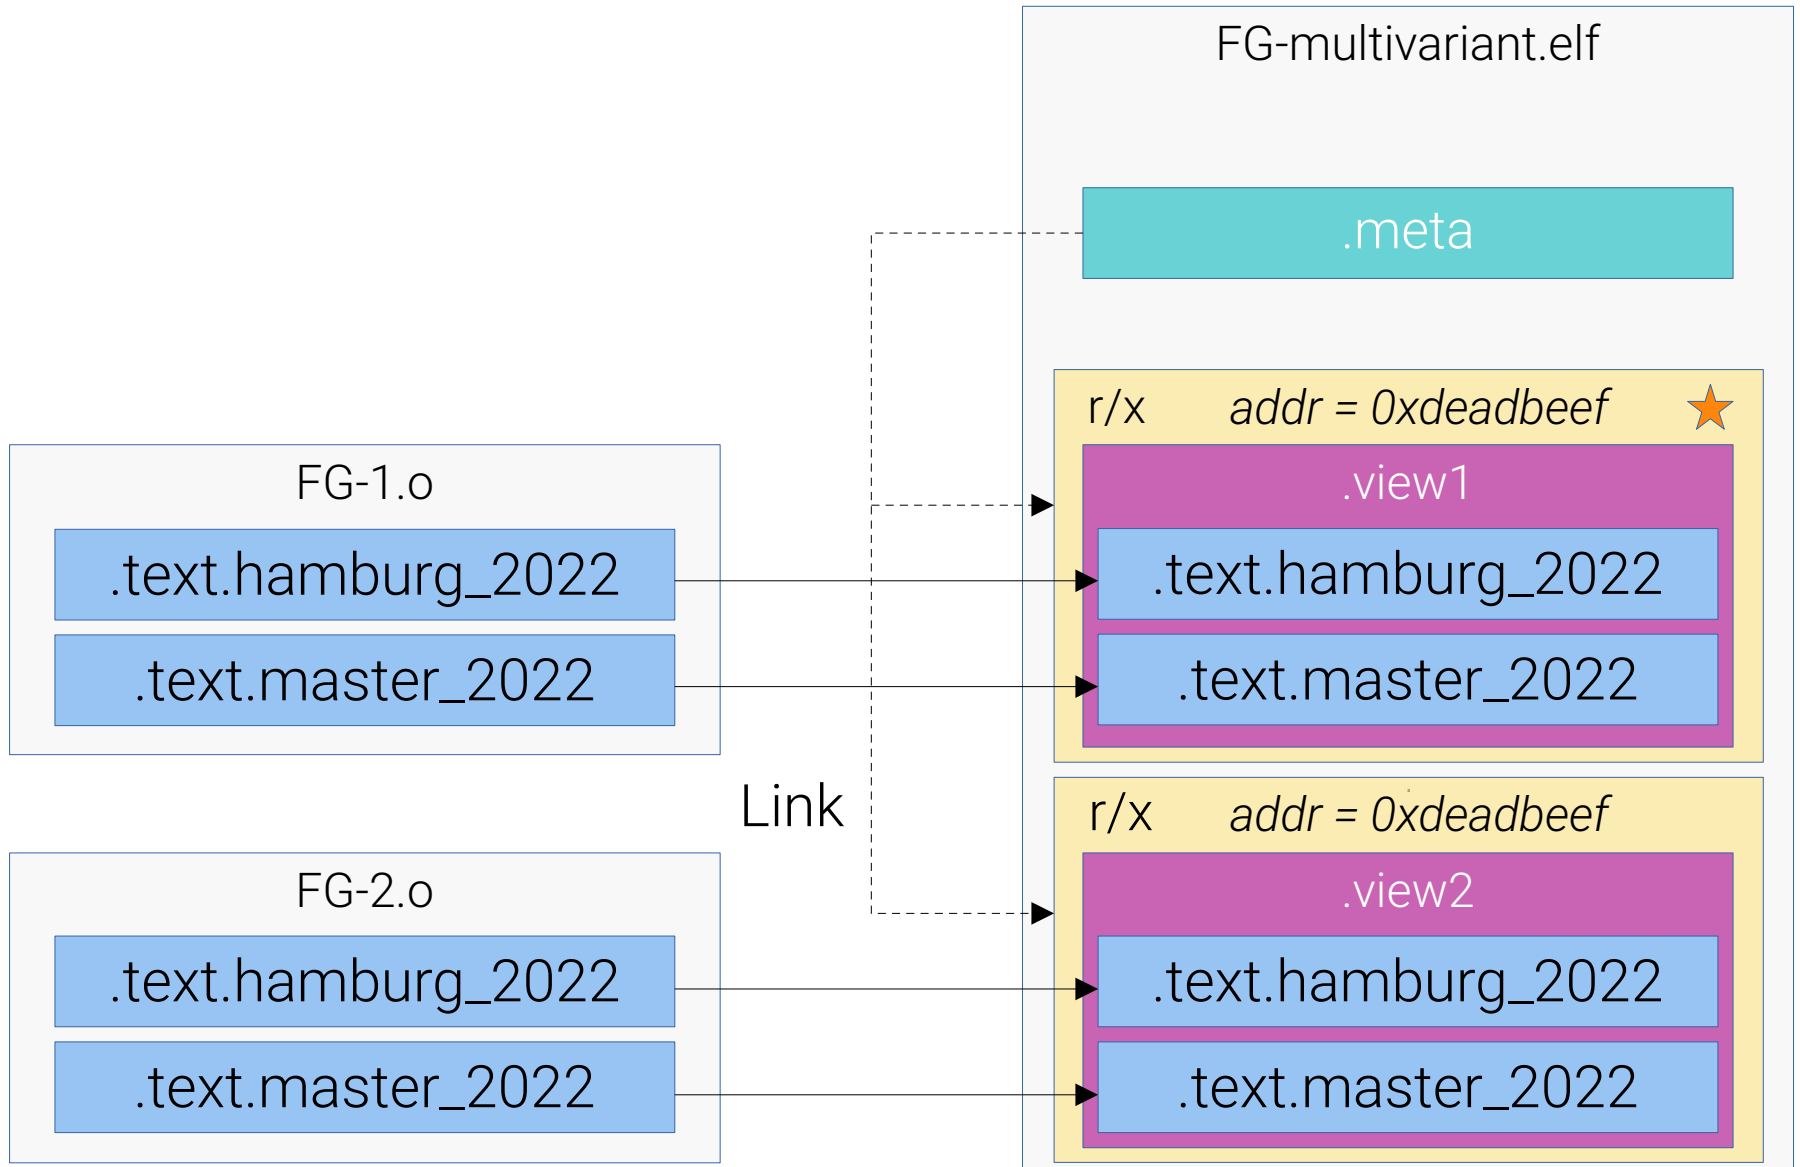 FG-multivariant.elf
.meta
r/x addr = 0xdeadbeef
.view1
.text.hamburg_2022
.text.master_2022
r/x addr = 0xdeadbeef
.view2
.text.hamburg_2022
.text.master_2022
FG-1.o
.text.hamburg_2022
.text.master_2022
Link
FG-2.o
.text.hamburg_2022
.text.master_2022